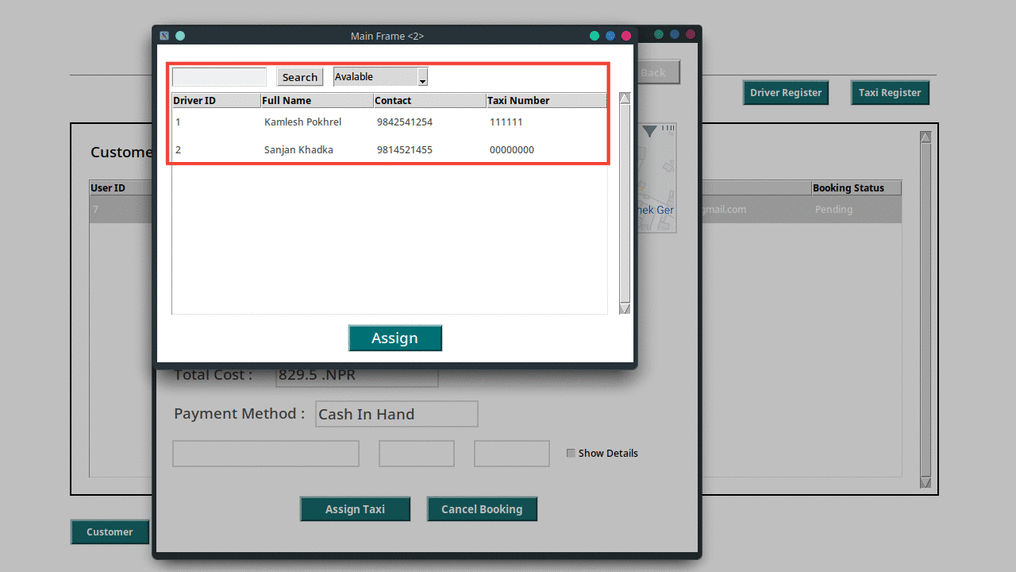 Main Frame <2>
Back
Search
Avalable
Driver Register
Taxi Register
Driver ID Full Name Contact Taxi Number
1 Kamlesh Pokhrel 9842541254 111111
2 Sanjan Khadka 9814521455 00000000
Custome
User ID
Booking Status
7
nek Ger
gmail.com
Pending
Assign
Total Cost : 829.5 .NPR
Payment Method : Cash In Hand
Show Details
Assign Taxi
Cancel Booking
Customer